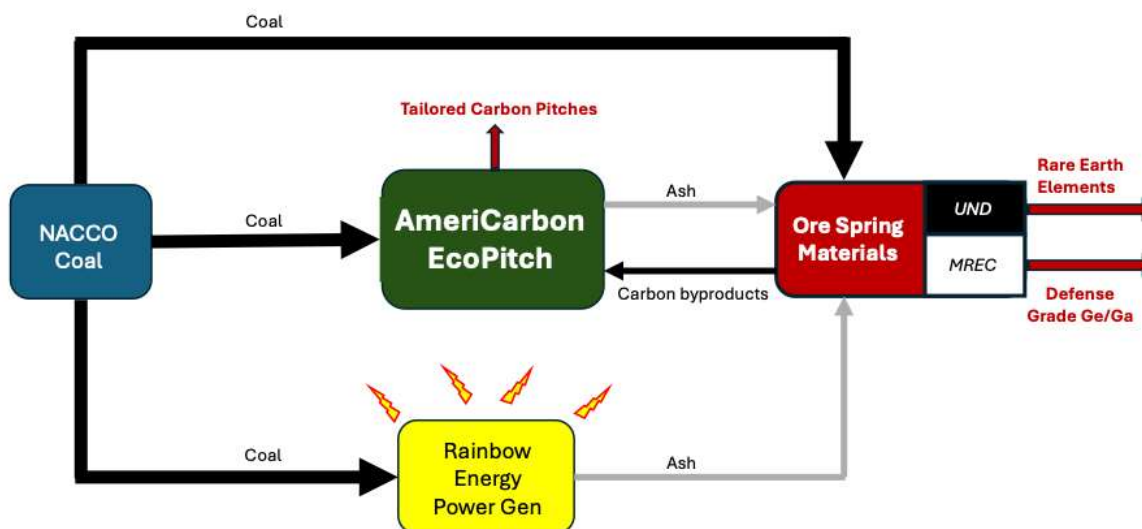 Coal
Tailored Carbon Pitches
Rare Earth
Elements
NACCO
Coal
Coal
AmeriCarbon
EcoPitch
Ash
Carbon byproducts
Ore Spring
Materials
UND
MREC
Defense
Grade Ge/Ga
Coal
Rainbow
Energy
Power Gen
Ash